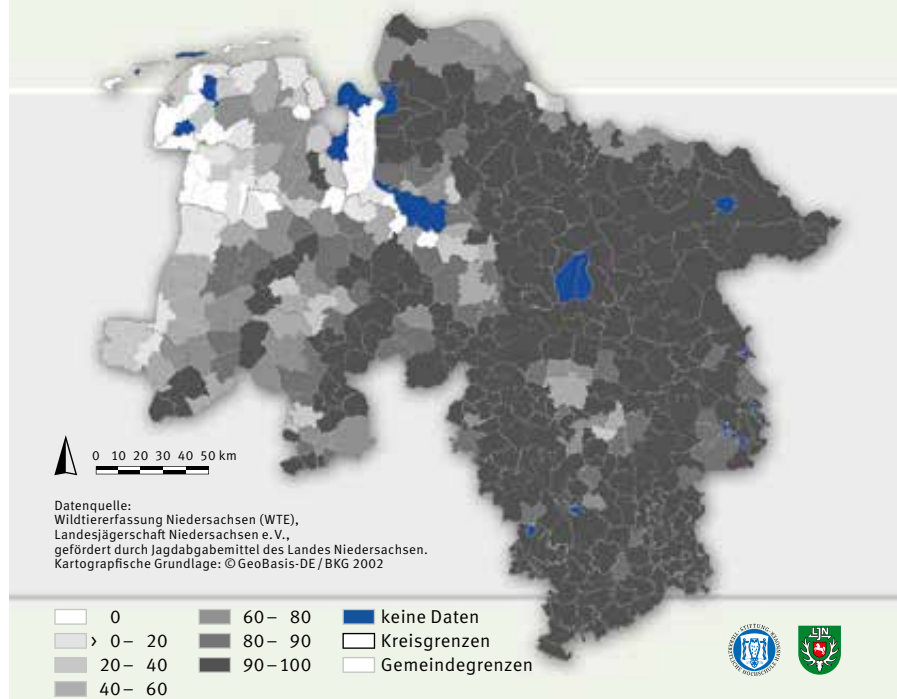 0 10 20 30 40 50 km
Datenquelle:
Wildtiererfassung Niedersachsen (WTE),
Landesjägerschaft Niedersachsen e. V.,
gefördert durch Jagdabgabemittel des Landes Niedersachsen.
Kartograpfische Grundlage: © GeoBasis-DE / BKG 2002
0
> 0 – 20
20 – 40
40 – 60
60 – 80
80 – 90
90 – 100
keine Daten
Kreisgrenzen
Gemeindegrenzen
LJN